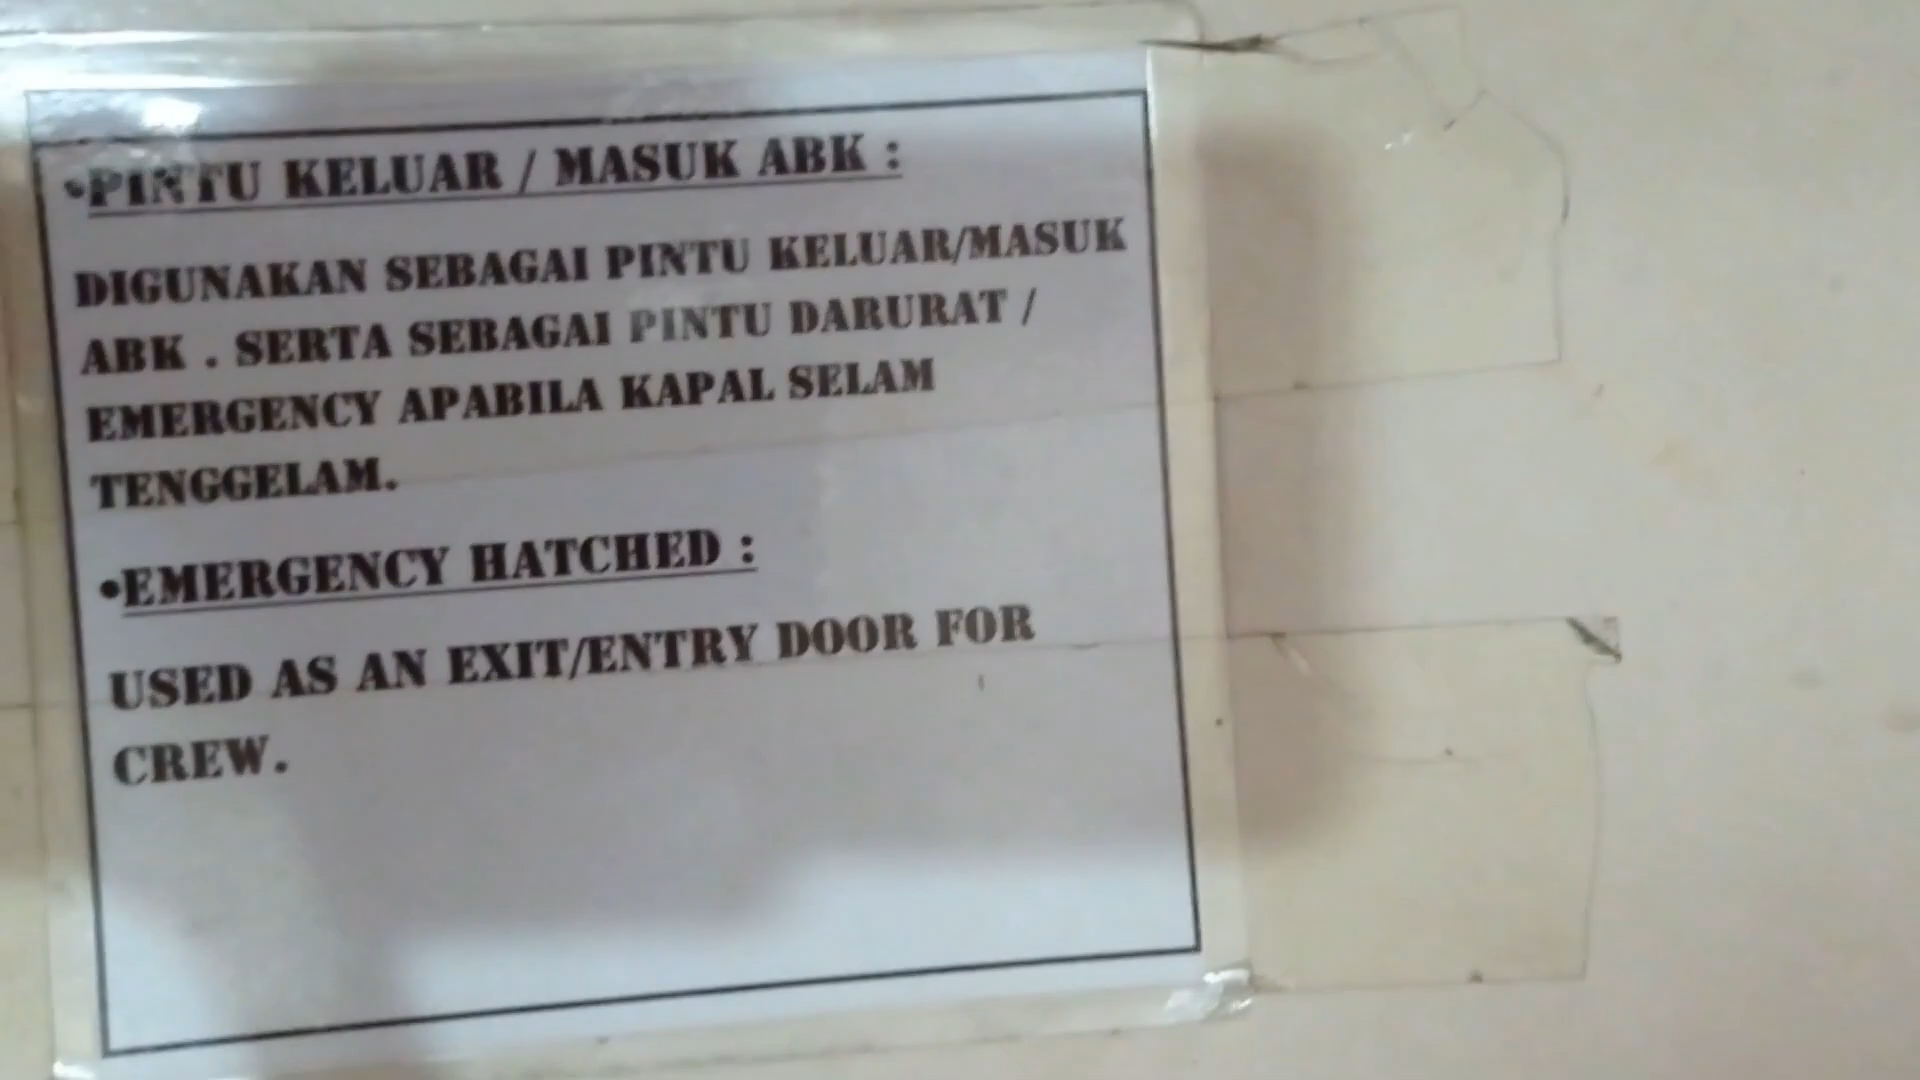 •PINTU KELUAR / MASUK ABK :
DIGUNAKAN SEBAGAI PINTU KELUAR/MASUK
ABK . SERTA SEBAGAI PINTU DARURAT /
EMERGENCY APABILA KAPAL SELAM
TENGGELAM.
•EMERGENCY HATCHED :
USED AS AN EXIT/ENTRY DOOR FOR
CREW.